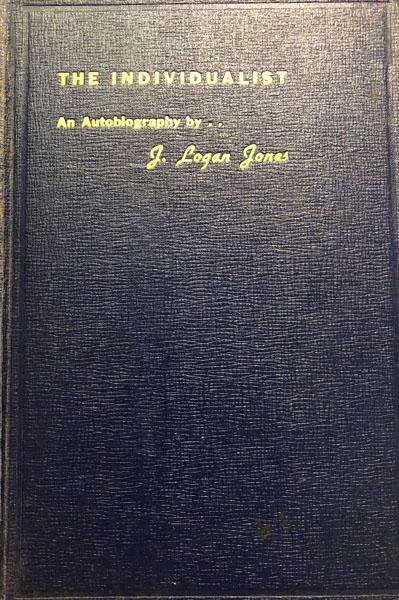 THE INDIVIDUALIST
An Autobiography by . .
J. Logan Jones